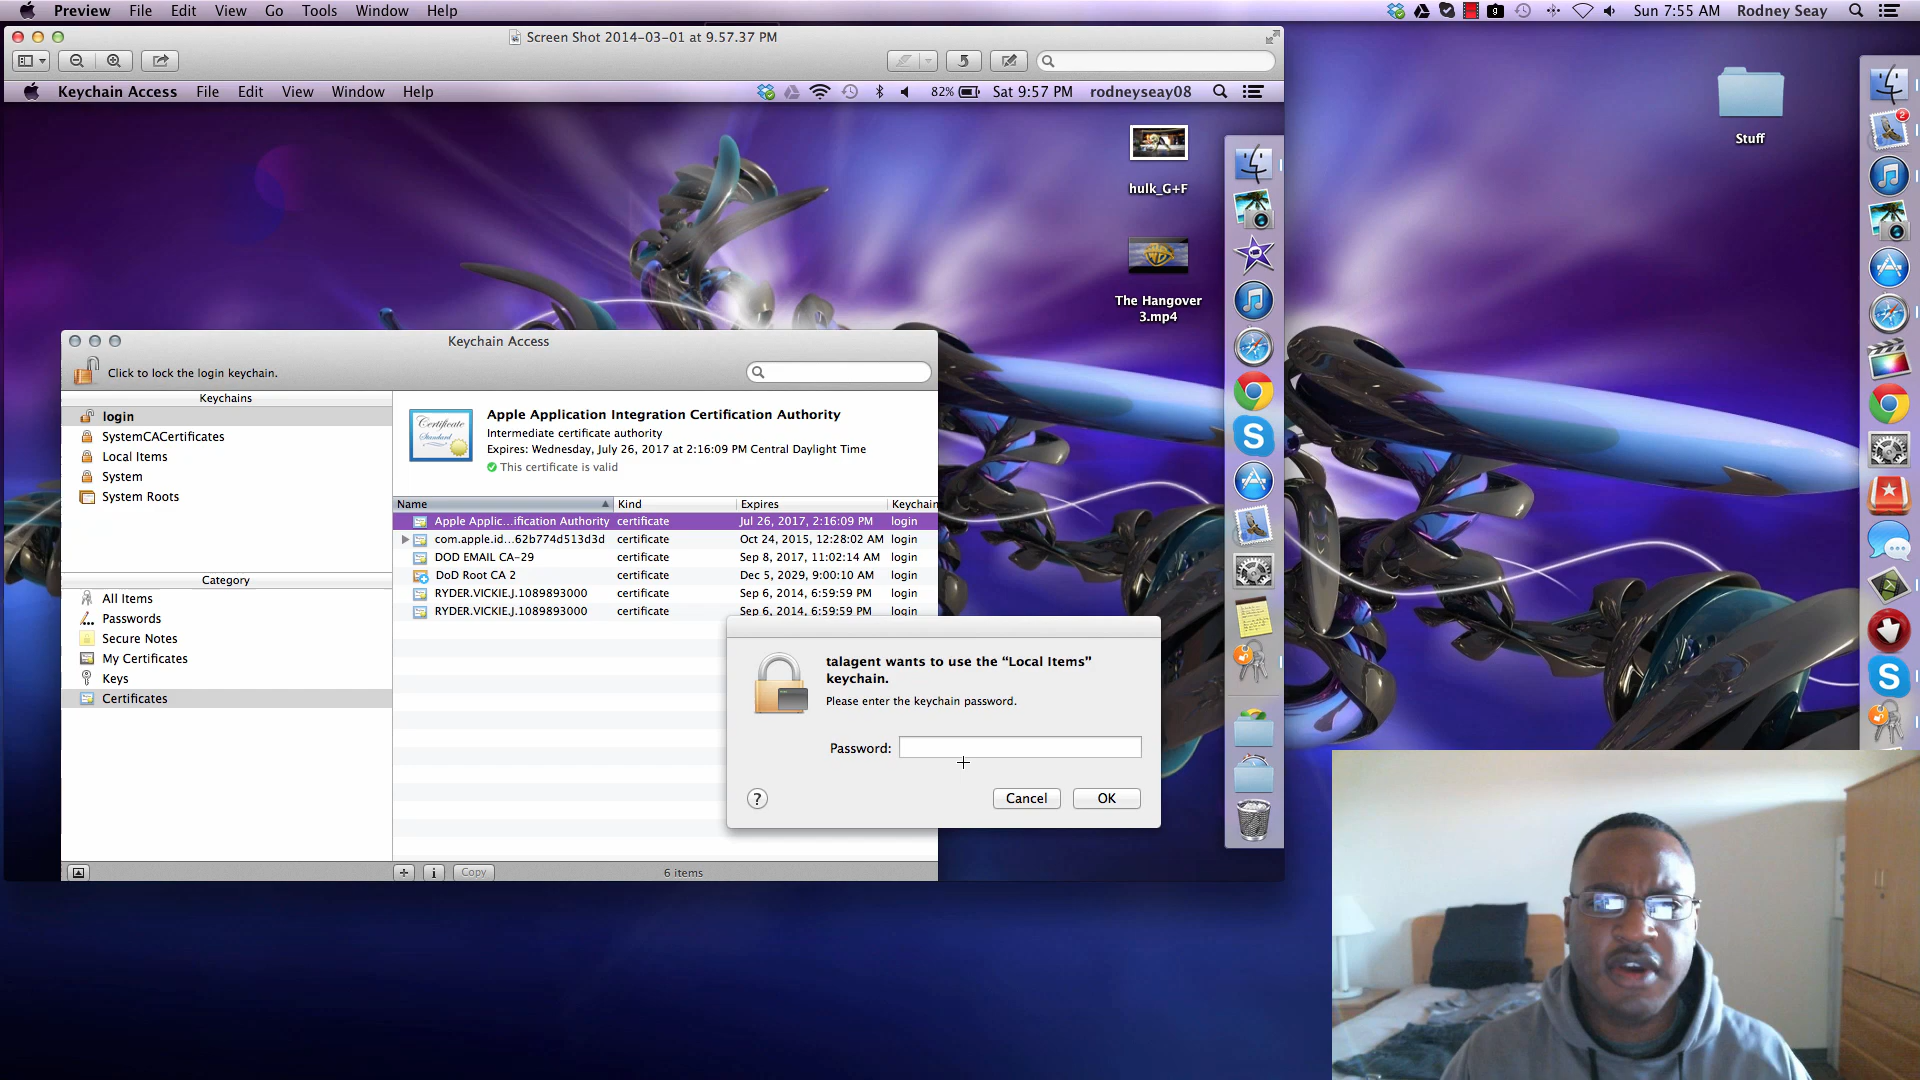 Preview File Edit View Go Tools Window Help
Sun 7:55 AM Rodney Seay
Screen Shot 2014-03-01 at 9.57.37 PM
Keychain Access File Edit View Window Help
82% Sat 9:57 PM rodneyseay08
hulk_G+F
The Hangover
3.mp4
Stuff
2
Keychain Access
Click to lock the login keychain.
Keychains
login
SystemCACertificates
Local Items
System
System Roots
Category
All Items
Passwords
Secure Notes
My Certificates
Keys
Certificates
Certificate
Standard
Apple Application Integration Certification Authority
Intermediate certificate authority
Expires: Wednesday, July 26, 2017 at 2:16:09 PM Central Daylight Time
This certificate is valid
Name Kind Expires Keychain
Apple Applic...ification Authority certificate Jul 26, 2017, 2:16:09 PM login
com.apple.id...62b774d513d3d certificate Oct 24, 2015, 12:28:02 AM login
DOD EMAIL CA-29 certificate Sep 8, 2017, 11:02:14 AM login
DoD Root CA 2 certificate Dec 5, 2029, 9:00:10 AM login
RYDER.VICKIE.J.1089893000 certificate Sep 6, 2014, 6:59:59 PM login
RYDER.VICKIE.J.1089893000 certificate Sep 6, 2014, 6:59:59 PM login
talagent wants to use the “Local Items”
keychain.
Please enter the keychain password.
Password:
?
Cancel OK
+ i Copy 6 items